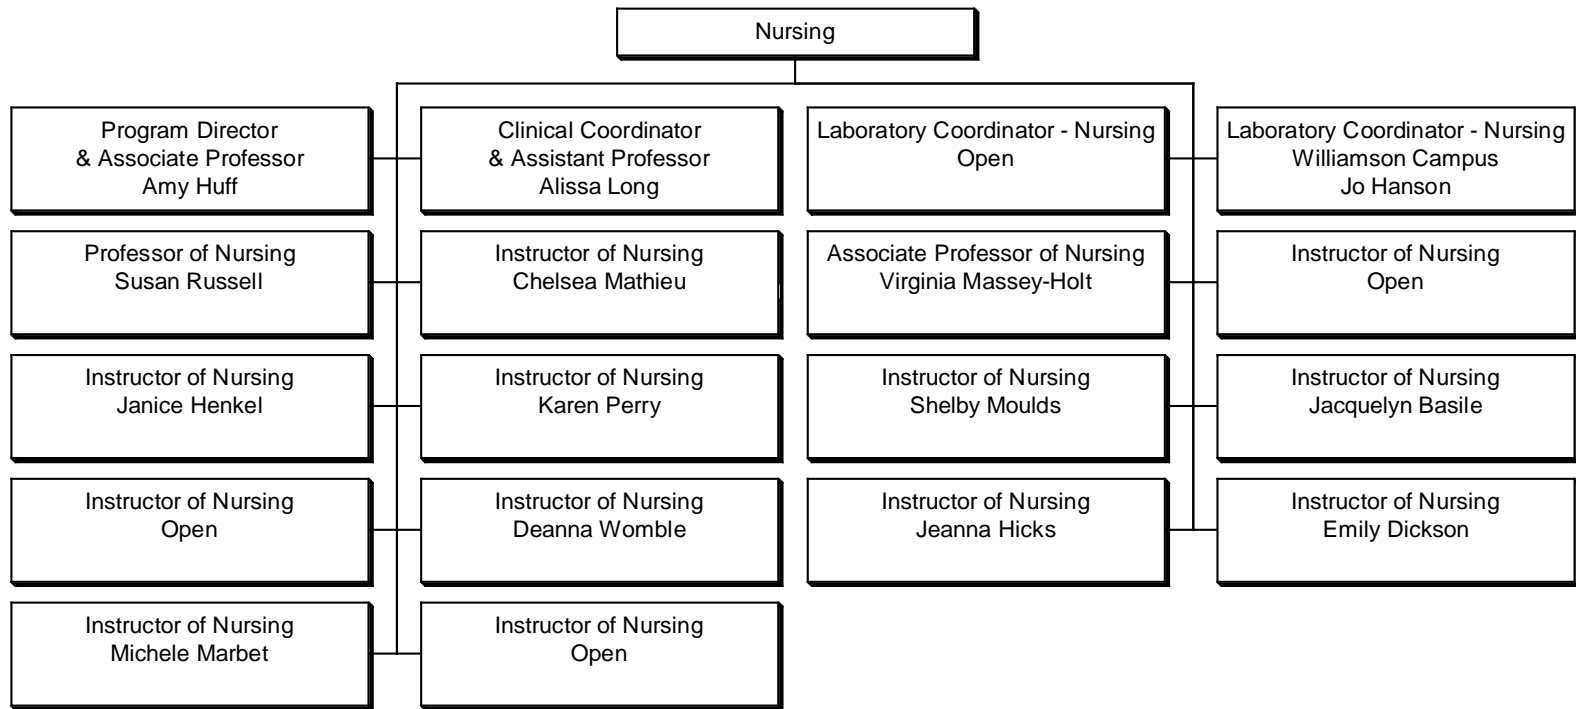 Nursing
Program Director
& Associate Professor
Amy Huff
Clinical Coordinator
& Assistant Professor
Alissa Long
Laboratory Coordinator - Nursing
Open
Laboratory Coordinator - Nursing
Williamson Campus
Jo Hanson
Professor of Nursing
Susan Russell
Instructor of Nursing
Chelsea Mathieu
Associate Professor of Nursing
Virginia Massey-Holt
Instructor of Nursing
Open
Instructor of Nursing
Janice Henkel
Instructor of Nursing
Karen Perry
Instructor of Nursing
Shelby Moulds
Instructor of Nursing
Jacquelyn Basile
Instructor of Nursing
Open
Instructor of Nursing
Deanna Womble
Instructor of Nursing
Jeanna Hicks
Instructor of Nursing
Emily Dickson
Instructor of Nursing
Michele Marbet
Instructor of Nursing
Open